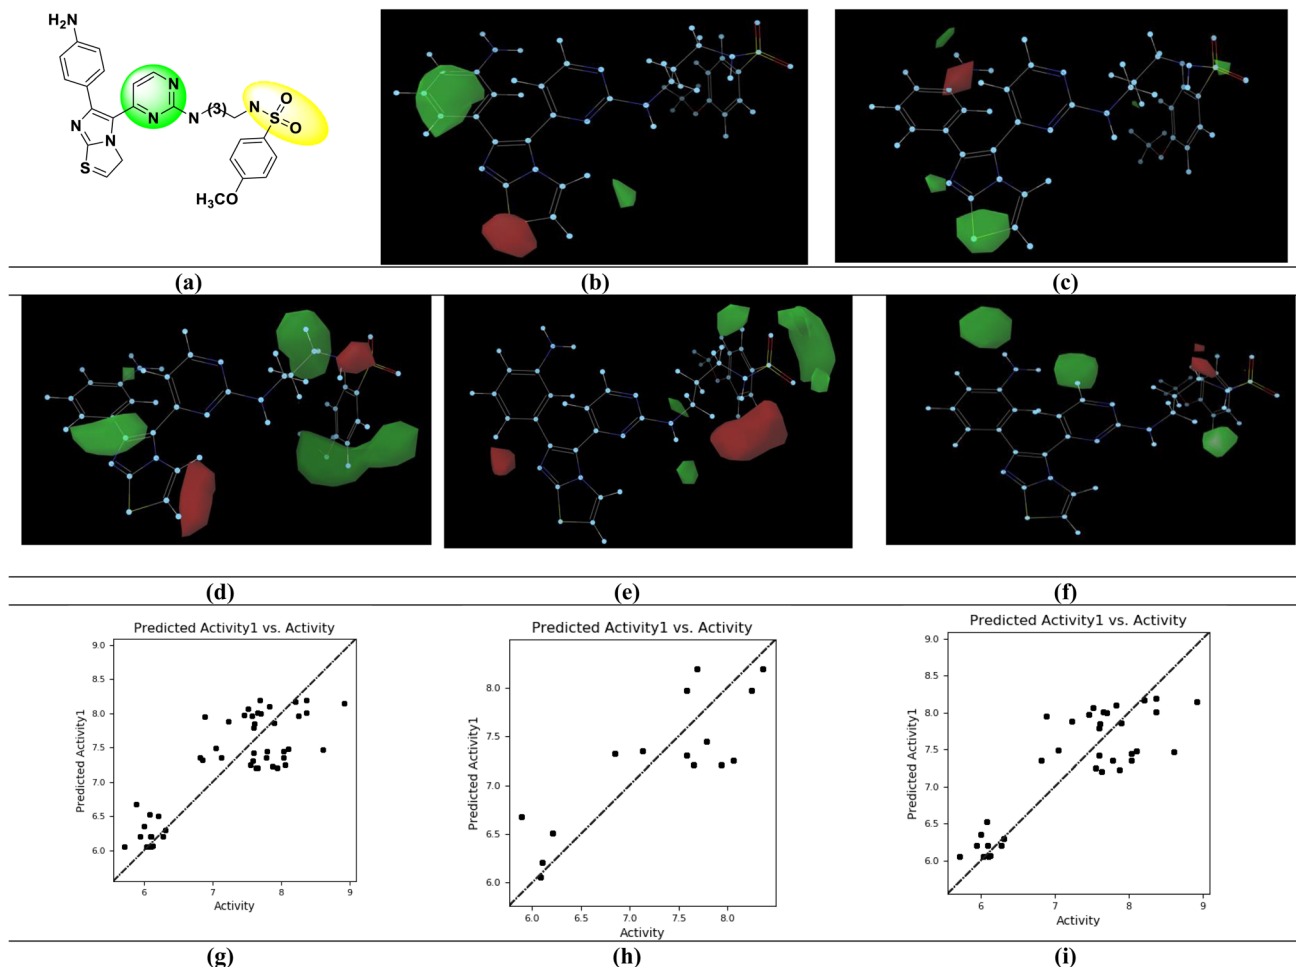 H₂N
N
N
N
(3)
N
O
S
O
N
N
S
H₃CO
(a)
(b)
(c)
(d)
(e)
(f)
Predicted Activity1 vs. Activity
Predicted Activity1
9.0
8.5
8.0
7.5
7.0
6.5
6.0
6
7
8
9
Activity
(g)
Predicted Activity1 vs. Activity
Predicted Activity1
8.0
7.5
7.0
6.5
6.0
6.0
6.5
7.0
7.5
8.0
Activity
(h)
Predicted Activity1 vs. Activity
Predicted Activity1
9.0
8.5
8.0
7.5
7.0
6.5
6.0
6
7
8
9
Activity
(i)